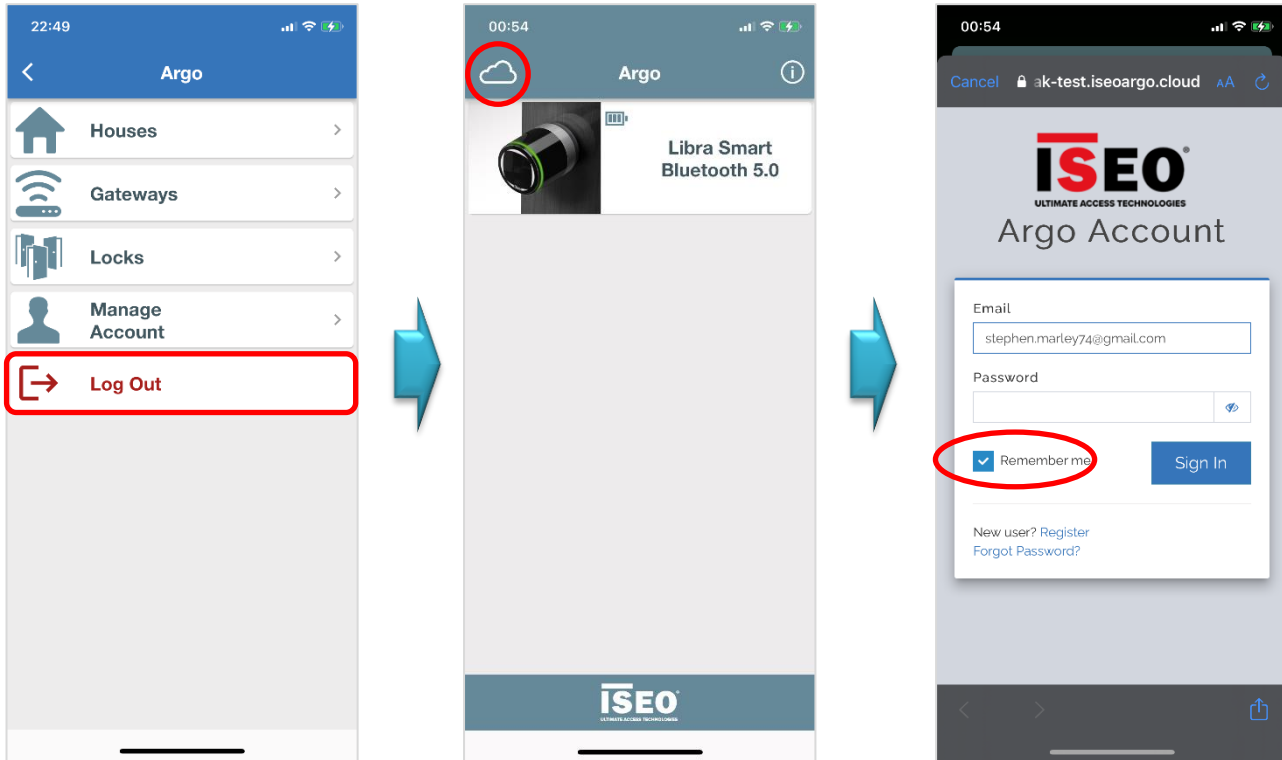 22:49
Argo
Houses
Gateways
Locks
Manage
Account
Log Out
00:54
Argo
Libra Smart
Bluetooth 5.0
ISEO
ULTIMATE ACCESS TECHNOLOGIES
00:54
Cancel ak-test.iseoargo.cloud AA
ISEO
ULTIMATE ACCESS TECHNOLOGIES
Argo Account
Email
stephen.marley74@gmail.com
Password
Remember me
Sign In
New user? Register
Forgot Password?